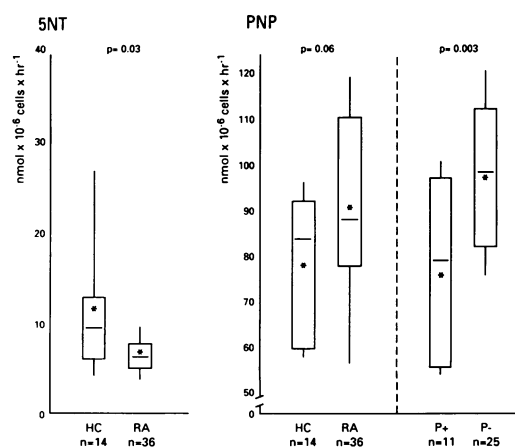 5NT
PNP
nmol x 10⁻⁶ cells x hr⁻¹
40
30
20
10
0
p= 0.03
HC
n=14
RA
n=36
nmol x 10⁻⁶ cells x hr⁻¹
120
110
100
90
80
70
60
50
0
p= 0.06
p= 0.003
HC
n=14
RA
n=36
P+
n=11
P-
n=25